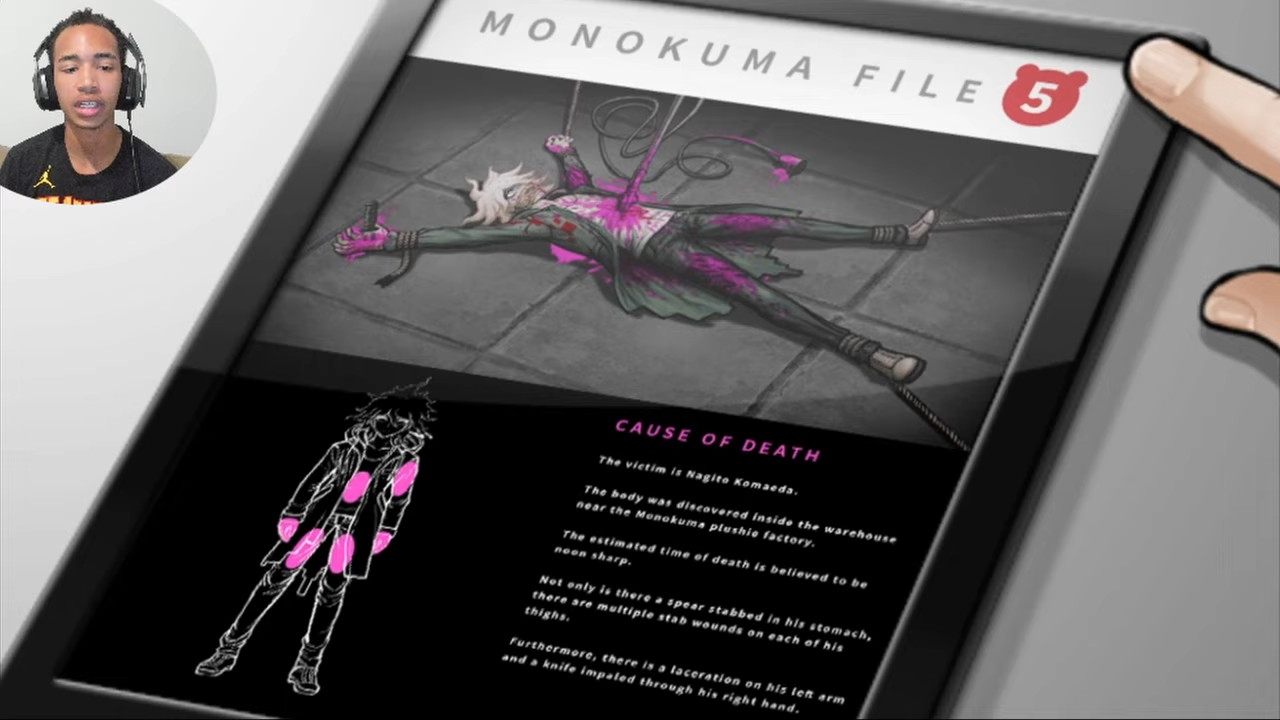 MONOKUMA FILE 5
CAUSE OF DEATH
The victim is Nagito Komaeda.
The body was discovered inside the warehouse
near the Monokuma plushie factory.
The estimated time of death is believed to be
noon sharp.
Not only is there a spear stabbed in his stomach,
there are multiple stab wounds on each of his
thighs.
Furthermore, there is a laceration on his left arm
and a knife impaled through his right hand.